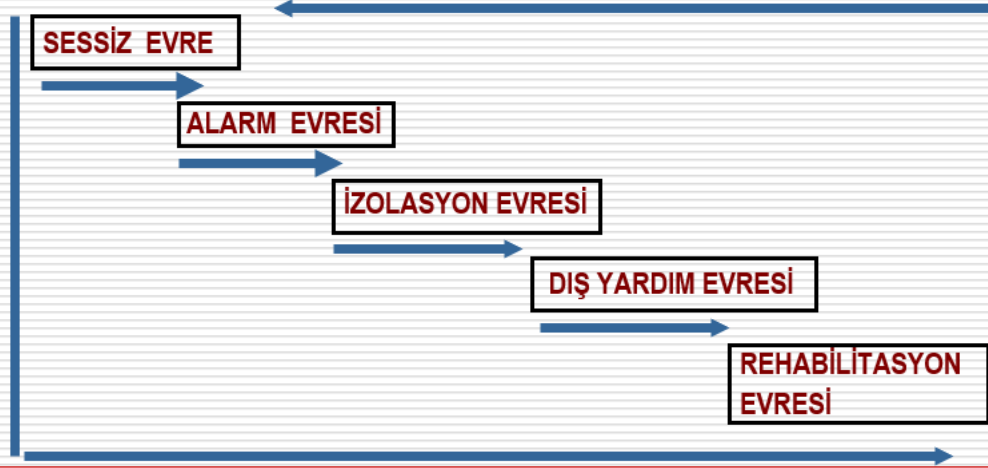 SESSİZ EVRE
ALARM EVRESİ
İZOLASYON EVRESİ
DIŞ YARDIM EVRESİ
REHABİLİTASYON
EVRESİ